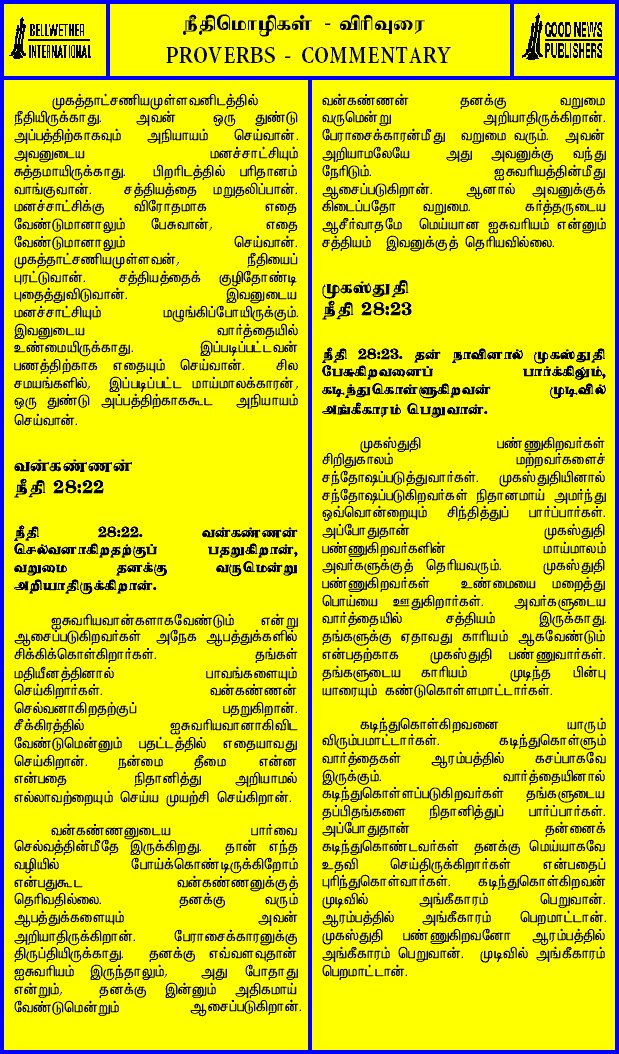 BELLWETHER
INTERNATIONAL
நீதிமொழிகள் - விரிவுரை
PROVERBS - COMMENTARY
GOOD NEWS
PUBLISHERS
முகத்தாட்சணியமுள்ளவனிடத்தில்
நீதியிருக்காது. அவன் ஒரு துண்டு
அப்பத்திற்காகவும் அநியாயம் செய்வான்.
அவனுடைய மனச்சாட்சியும்
சுத்தமாயிருக்காது. பிறரிடத்தில் பரிதானம்
வாங்குவான். சத்தியத்தை மறுதலிப்பான்.
மனச்சாட்சிக்கு விரோதமாக எதை
வேண்டுமானாலும் பேசுவான், எதை
வேண்டுமானாலும் செய்வான்.
முகத்தாட்சணியமுள்ளவன், நீதியைப்
புரட்டுவான். சத்தியத்தைக் குழிதோண்டி
புதைத்துவிடுவான். இவனுடைய
மனச்சாட்சியும் மழுங்கிப்போயிருக்கும்.
இவனுடைய வார்த்தையில்
உண்மையிருக்காது. இப்படிப்பட்டவன்
பணத்திற்காக எதையும் செய்வான். சில
சமயங்களில், இப்படிப்பட்ட மாய்மாலக்காரன்,
ஒரு துண்டு அப்பத்திற்காககூட அநியாயம்
செய்வான்.
வன்கண்ணன்
நீதி 28:22
நீதி 28:22. வன்கண்ணன்
செல்வனாகிறதற்குப் பதறுகிறான்,
வறுமை தனக்கு வருமென்று
அறியாதிருக்கிறான்.
ஐசுவரியவான்களாகவேண்டும் என்று
ஆசைப்படுகிறவர்கள் அநேக ஆபத்துக்களில்
சிக்கிக்கொள்கிறார்கள். தங்கள்
மதியீனத்தினால் பாவங்களையும்
செய்கிறார்கள். வன்கண்ணன்
செல்வனாகிறதற்குப் பதறுகிறான்.
சீக்கிரத்தில் ஐசுவரியவானாகிவிட
வேண்டுமென்னும் பதட்டத்தில் எதையாவது
செய்கிறான். நன்மை தீமை என்ன
என்பதை நிதானித்து அறியாமல்
எல்லாவற்றையும் செய்ய முயற்சி செய்கிறான்.
வன்கண்ணனுடைய பார்வை
செல்வத்தின்மீதே இருக்கிறது. தான் எந்த
வழியில் போய்க்கொண்டிருக்கிறோம்
என்பதுகூட வன்கண்ணனுக்குத்
தெரிவதில்லை. தனக்கு வரும்
ஆபத்துக்களையும் அவன்
அறியாதிருக்கிறான். பேராசைக்காரனுக்கு
திருப்தியிருக்காது. தனக்கு எவ்வளவுதான்
ஐசுவரியம் இருந்தாலும், அது போதாது
என்றும், தனக்கு இன்னும் அதிகமாய்
வேண்டுமென்றும் ஆசைப்படுகிறான்.
வன்கண்ணன் தனக்கு வறுமை
வருமென்று அறியாதிருக்கிறான்.
பேராசைக்காரன்மீது வறுமை வரும். அவன்
அறியாமலேயே அது அவனுக்கு வந்து
நேரிடும். ஐசுவரியத்தின்மீது
ஆசைப்படுகிறான். ஆனால் அவனுக்குக்
கிடைப்பதோ வறுமை. கர்த்தருடைய
ஆசீர்வாதமே மெய்யான ஐசுவரியம் என்னும்
சத்தியம் இவனுக்குத் தெரியவில்லை.
முகஸ்துதி
நீதி 28:23
நீதி 28:23. தன் நாவினால் முகஸ்துதி
பேசுகிறவனைப் பார்க்கிலும்,
கடிந்துகொள்ளுகிறவன் முடிவில்
அங்கீகாரம் பெறுவான்.
முகஸ்துதி பண்ணுகிறவர்கள்
சிறிதுகாலம் மற்றவர்களைச்
சந்தோஷப்படுத்துவார்கள். முகஸ்துதியினால்
சந்தோஷப்படுகிறவர்கள் நிதானமாய் அமர்ந்து
ஒவ்வொன்றையும் சிந்தித்துப் பார்ப்பார்கள்.
அப்போதுதான் முகஸ்துதி
பண்ணுகிறவர்களின் மாய்மாலம்
அவர்களுக்குத் தெரியவரும். முகஸ்துதி
பண்ணுகிறவர்கள் உண்மையை மறைத்து
பொய்யை ஊதுகிறார்கள். அவர்களுடைய
வார்த்தையில் சத்தியம் இருக்காது.
தங்களுக்கு ஏதாவது காரியம் ஆகவேண்டும்
என்பதற்காக முகஸ்துதி பண்ணுவார்கள்.
தங்களுடைய காரியம் முடிந்த பின்பு
யாரையும் கண்டுகொள்ளமாட்டார்கள்.
கடிந்துகொள்கிறவனை யாரும்
விரும்பமாட்டார்கள். கடிந்துகொள்ளும்
வார்த்தைகள் ஆரம்பத்தில் கசப்பாகவே
இருக்கும். வார்த்தையினால்
கடிந்துகொள்ளப்படுகிறவர்கள் தங்களுடைய
தப்பிதங்களை நிதானித்துப் பார்ப்பார்கள்.
அப்போதுதான் தன்னைக்
கடிந்துகொண்டவர்கள் தனக்கு மெய்யாகவே
உதவி செய்திருக்கிறார்கள் என்பதைப்
புரிந்துகொள்வார்கள். கடிந்துகொள்கிறவன்
முடிவில் அங்கீகாரம் பெறுவான்.
ஆரம்பத்தில் அங்கீகாரம் பெறமாட்டான்.
முகஸ்துதி பண்ணுகிறவனோ ஆரம்பத்தில்
அங்கீகாரம் பெறுவான். முடிவில் அங்கீகாரம்
பெறமாட்டான்.